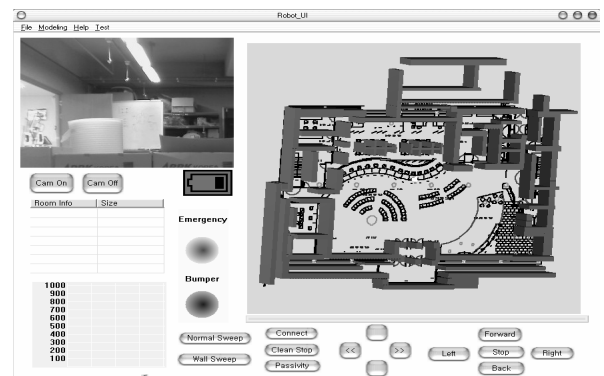 Robot_UI
File Modeling Help Test
Cam On Cam Off
Room Info Size
Emergency
Bumper
1000
900
800
700
600
500
400
300
200
100
Normal Sweep
Wall Sweep
Connect
Clean Stop
Passivity
<< >>
Forward
Left Stop Right
Back